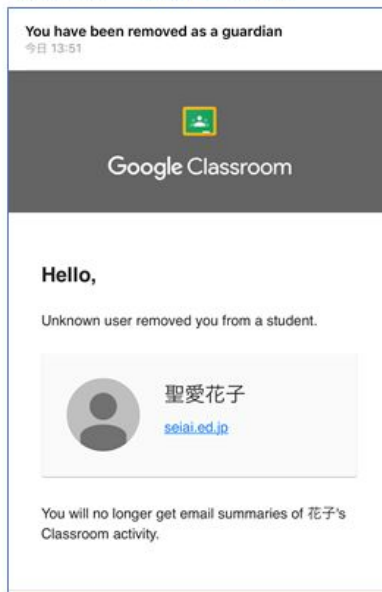 You have been removed as a guardian
今日 13:51
Google Classroom
Hello,
Unknown user removed you from a student.
聖愛花子
seiai.ed.jp
You will no longer get email summaries of 花子's
Classroom activity.